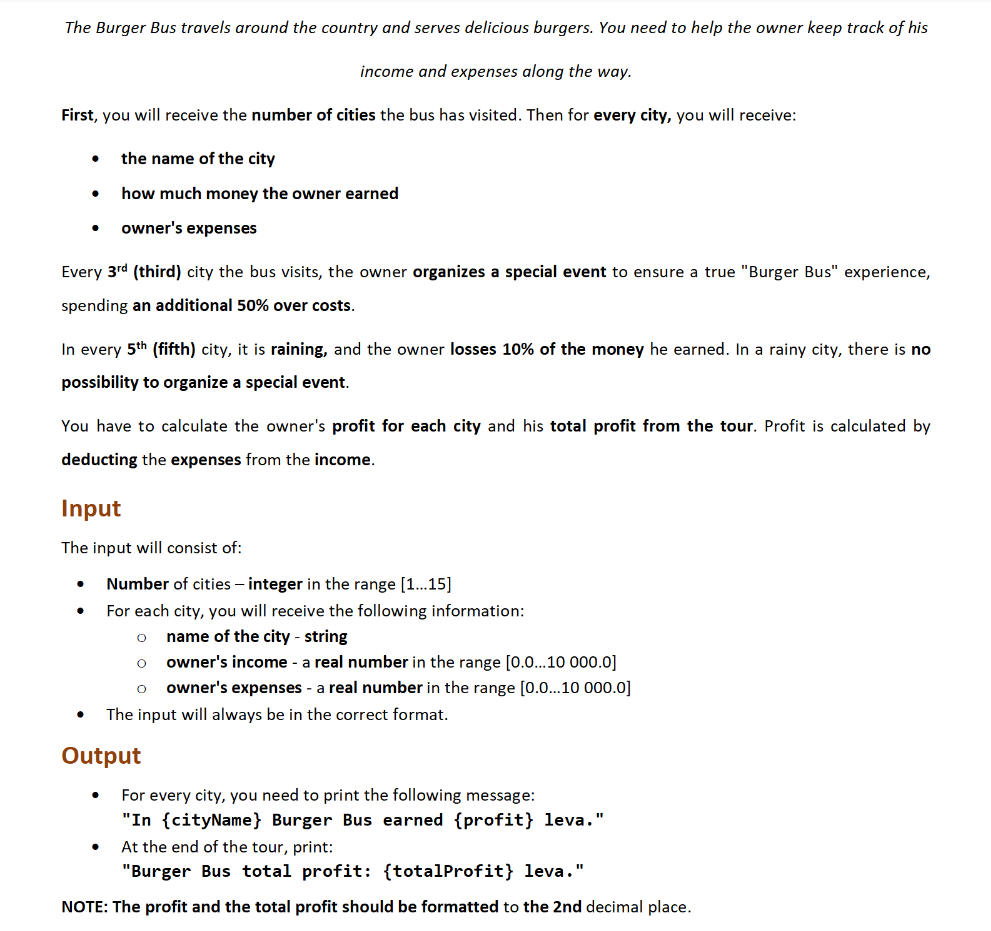 The Burger Bus travels around the country and serves delicious burgers. You need to help the owner keep track of his
income and expenses along the way.
First, you will receive the number of cities the bus has visited. Then for every city, you will receive:
• the name of the city
• how much money the owner earned
• owner's expenses
Every 3rd (third) city the bus visits, the owner organizes a special event to ensure a true "Burger Bus" experience,
spending an additional 50% over costs.
In every 5th (fifth) city, it is raining, and the owner losses 10% of the money he earned. In a rainy city, there is no
possibility to organize a special event.
You have to calculate the owner's profit for each city and his total profit from the tour. Profit is calculated by
deducting the expenses from the income.
Input
The input will consist of:
• Number of cities – integer in the range [1…15]
• For each city, you will receive the following information:
o name of the city - string
o owner's income - a real number in the range [0.0…10 000.0]
o owner's expenses - a real number in the range [0.0…10 000.0]
• The input will always be in the correct format.
Output
• For every city, you need to print the following message:
"In {cityName} Burger Bus earned {profit} leva."
• At the end of the tour, print:
"Burger Bus total profit: {totalProfit} leva."
NOTE: The profit and the total profit should be formatted to the 2nd decimal place.